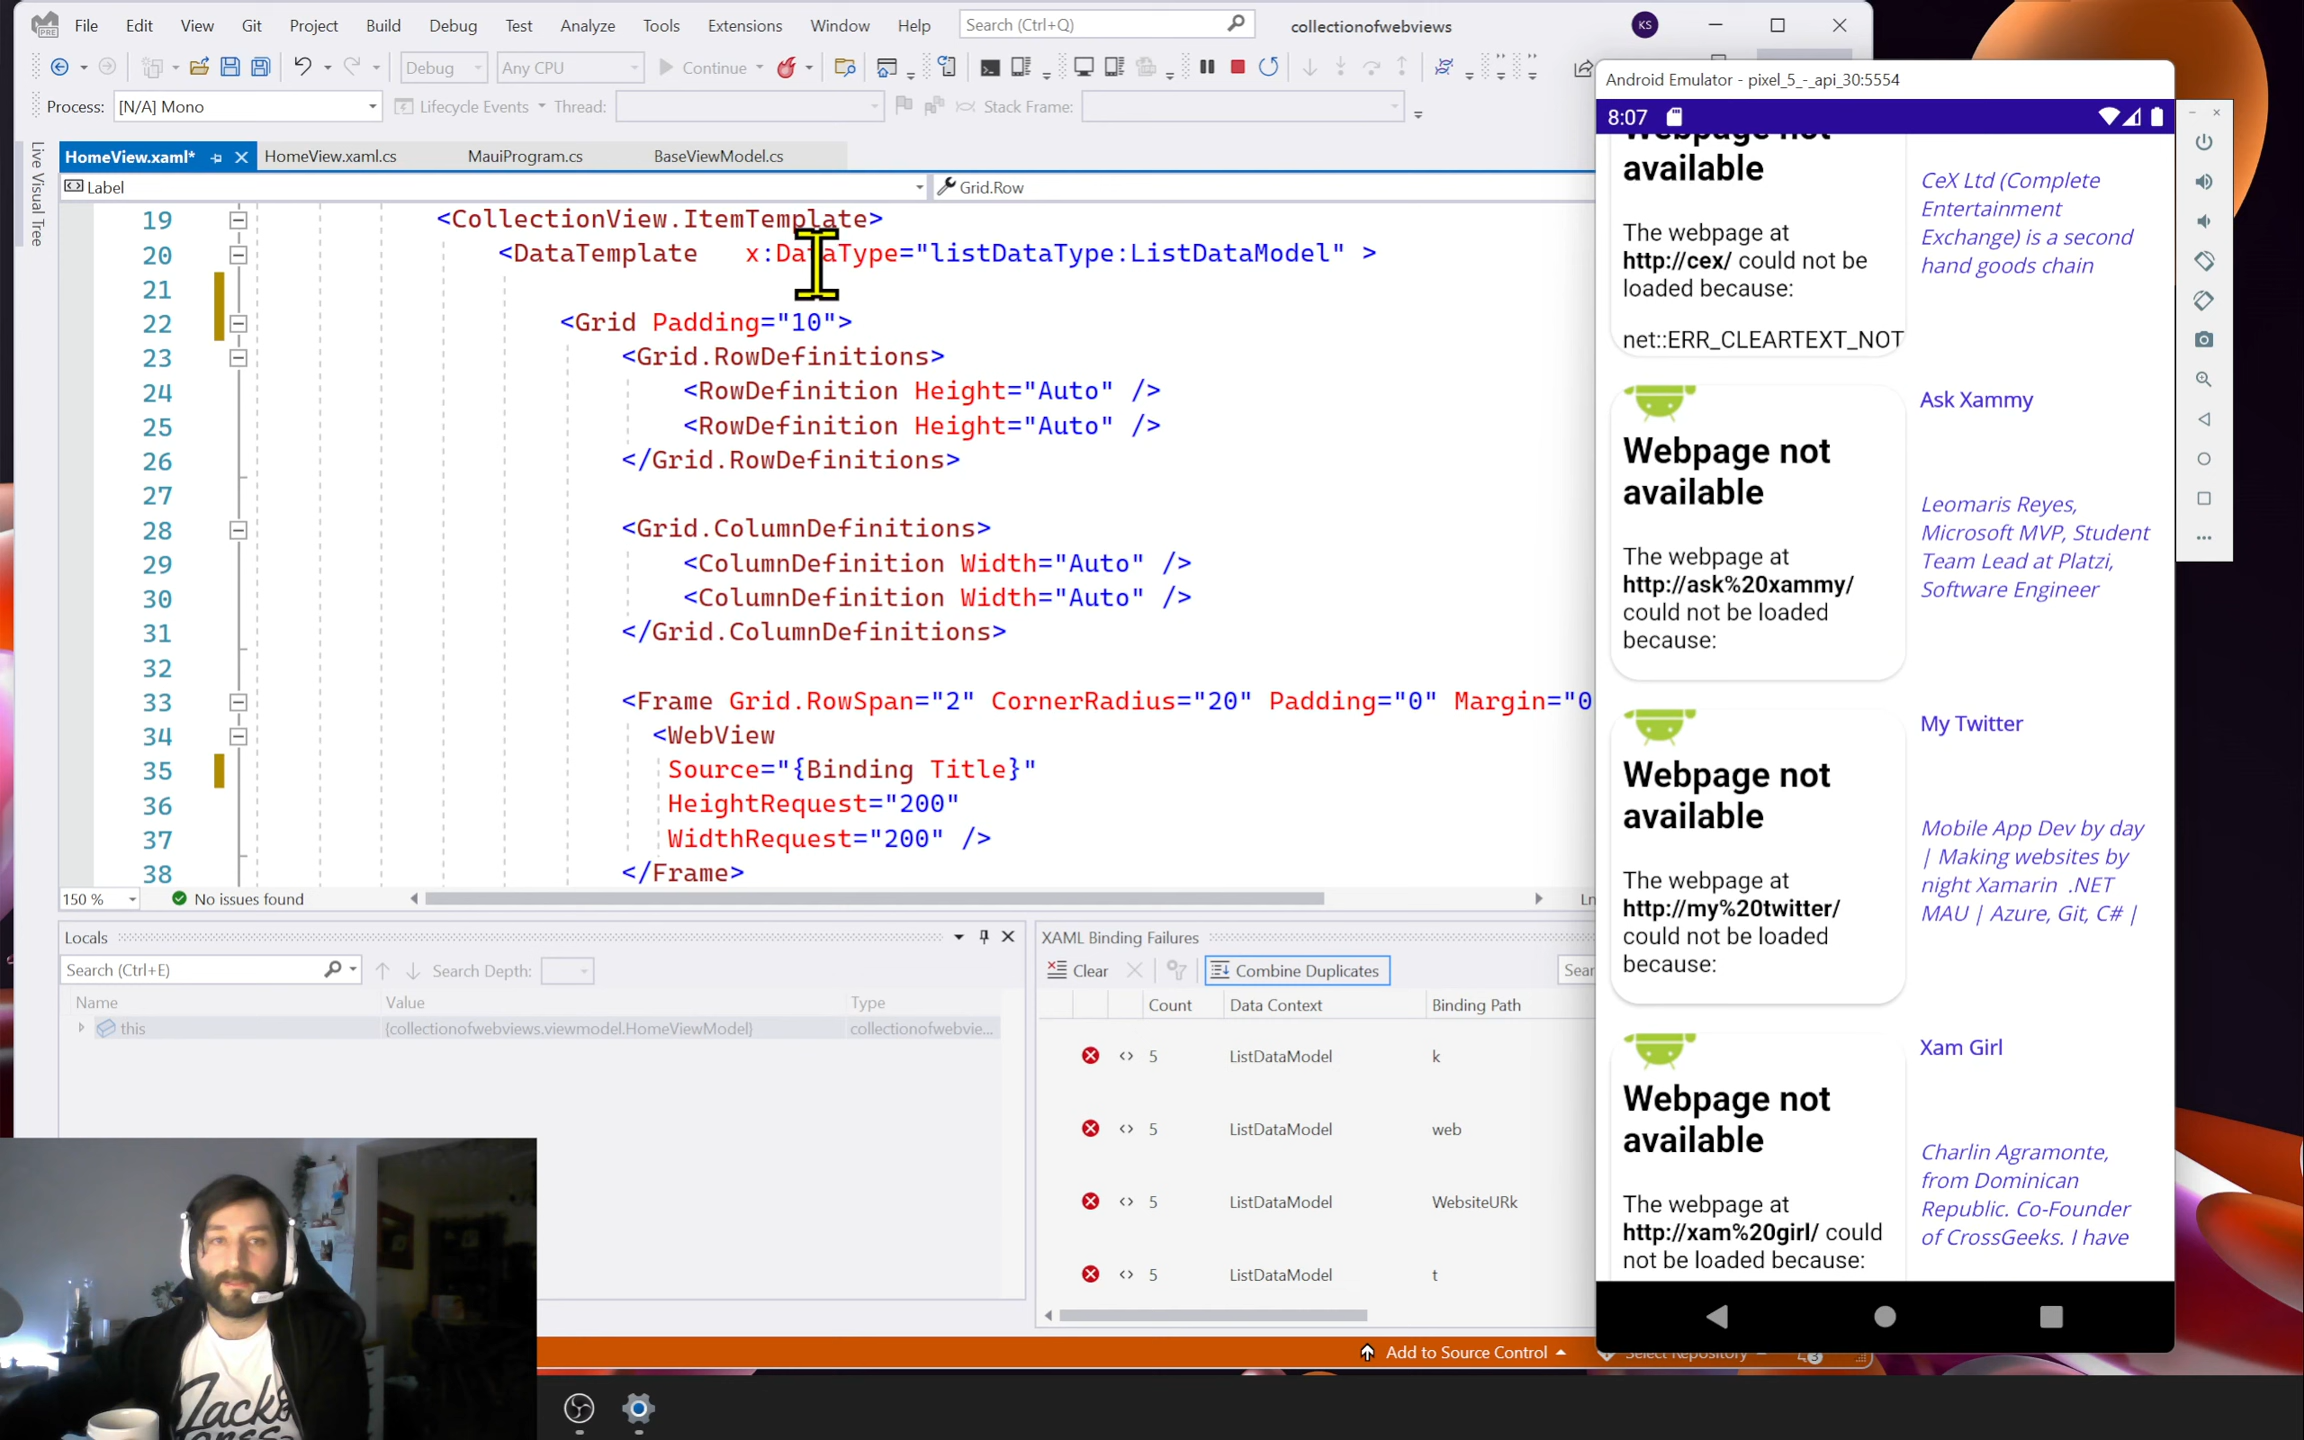 File Edit View Git Project Build Debug Test Analyze Tools Extensions Window Help Search (Ctrl+Q) collectionofwebviews KS
PRE
Debug Any CPU Continue
Process: [N/A] Mono Lifecycle Events Thread: Stack Frame:
Live Visual Tree
HomeView.xaml* HomeView.xaml.cs MauiProgram.cs BaseViewModel.cs
Label Grid.Row
19 <CollectionView.ItemTemplate>
20 <DataTemplate x:DataType="listDataType:ListDataModel" >
21
22 <Grid Padding="10">
23 <Grid.RowDefinitions>
24 <RowDefinition Height="Auto" />
25 <RowDefinition Height="Auto" />
26 </Grid.RowDefinitions>
27
28 <Grid.ColumnDefinitions>
29 <ColumnDefinition Width="Auto" />
30 <ColumnDefinition Width="Auto" />
31 </Grid.ColumnDefinitions>
32
33 <Frame Grid.RowSpan="2" CornerRadius="20" Padding="0" Margin="0
34 <WebView
35 Source="{Binding Title}"
36 HeightRequest="200"
37 WidthRequest="200" />
38 </Frame>
150 % No issues found Ln
Locals
Search (Ctrl+E) Search Depth:
Name Value Type
this {collectionofwebviews.viewmodel.HomeViewModel} collectionofwebvie...
XAML Binding Failures
Clear Combine Duplicates Sear
Count Data Context Binding Path
5 ListDataModel k
5 ListDataModel web
5 ListDataModel WebsiteURk
5 ListDataModel t
Add to Source Control Select Repository 3
Android Emulator - pixel_5_-_api_30:5554
8:07
Webpage not
available
The webpage at
http://cex/ could not be
loaded because:
net::ERR_CLEARTEXT_NOT
CeX Ltd (Complete
Entertainment
Exchange) is a second
hand goods chain
Webpage not
available
The webpage at
http://ask%20xammy/
could not be loaded
because:
Ask Xammy
Leomaris Reyes,
Microsoft MVP, Student
Team Lead at Platzi,
Software Engineer
Webpage not
available
The webpage at
http://my%20twitter/
could not be loaded
because:
My Twitter
Mobile App Dev by day
| Making websites by
night Xamarin .NET
MAU | Azure, Git, C# |
Webpage not
available
The webpage at
http://xam%20girl/ could
not be loaded because:
Xam Girl
Charlin Agramonte,
from Dominican
Republic. Co-Founder
of CrossGeeks. I have